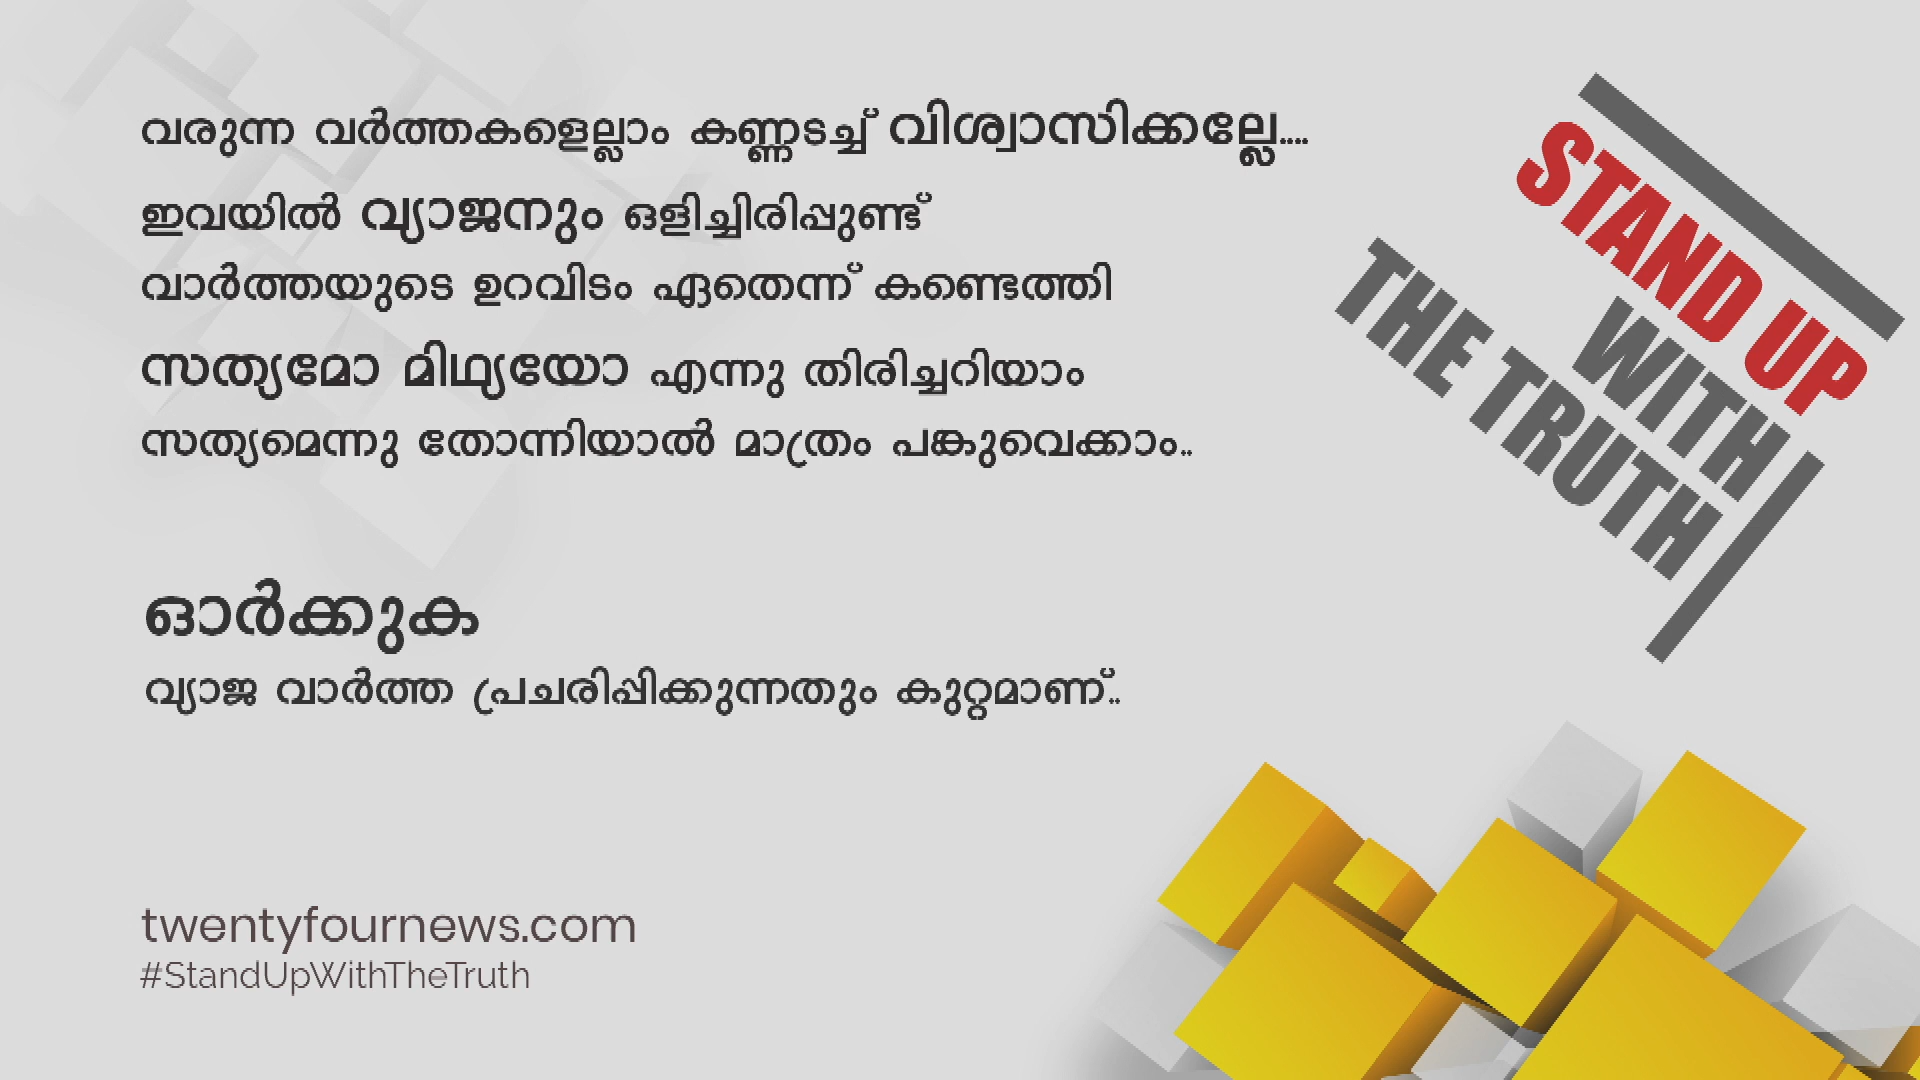 വരുന്ന വർത്തകളെല്ലാം കണ്ണടച്ച് വിശ്വാസിക്കല്ലേ....
ഇവയിൽ വ്യാജനും ഒളിച്ചിരിപ്പുണ്ട്
വാർത്തയുടെ ഉറവിടം ഏതെന്ന് കണ്ടെത്തി
സത്യമോ മിഥ്യയോ എന്നു തിരിച്ചറിയാം
സത്യമെന്നു തോന്നിയാൽ മാത്രം പങ്കുവെക്കാം..
ഓർക്കുക
വ്യാജ വാർത്ത പ്രചരിപ്പിക്കുന്നതും കുറ്റമാണ്..
STAND UP
WITH
THE TRUTH
twentyfournews.com
#StandUpWithTheTruth